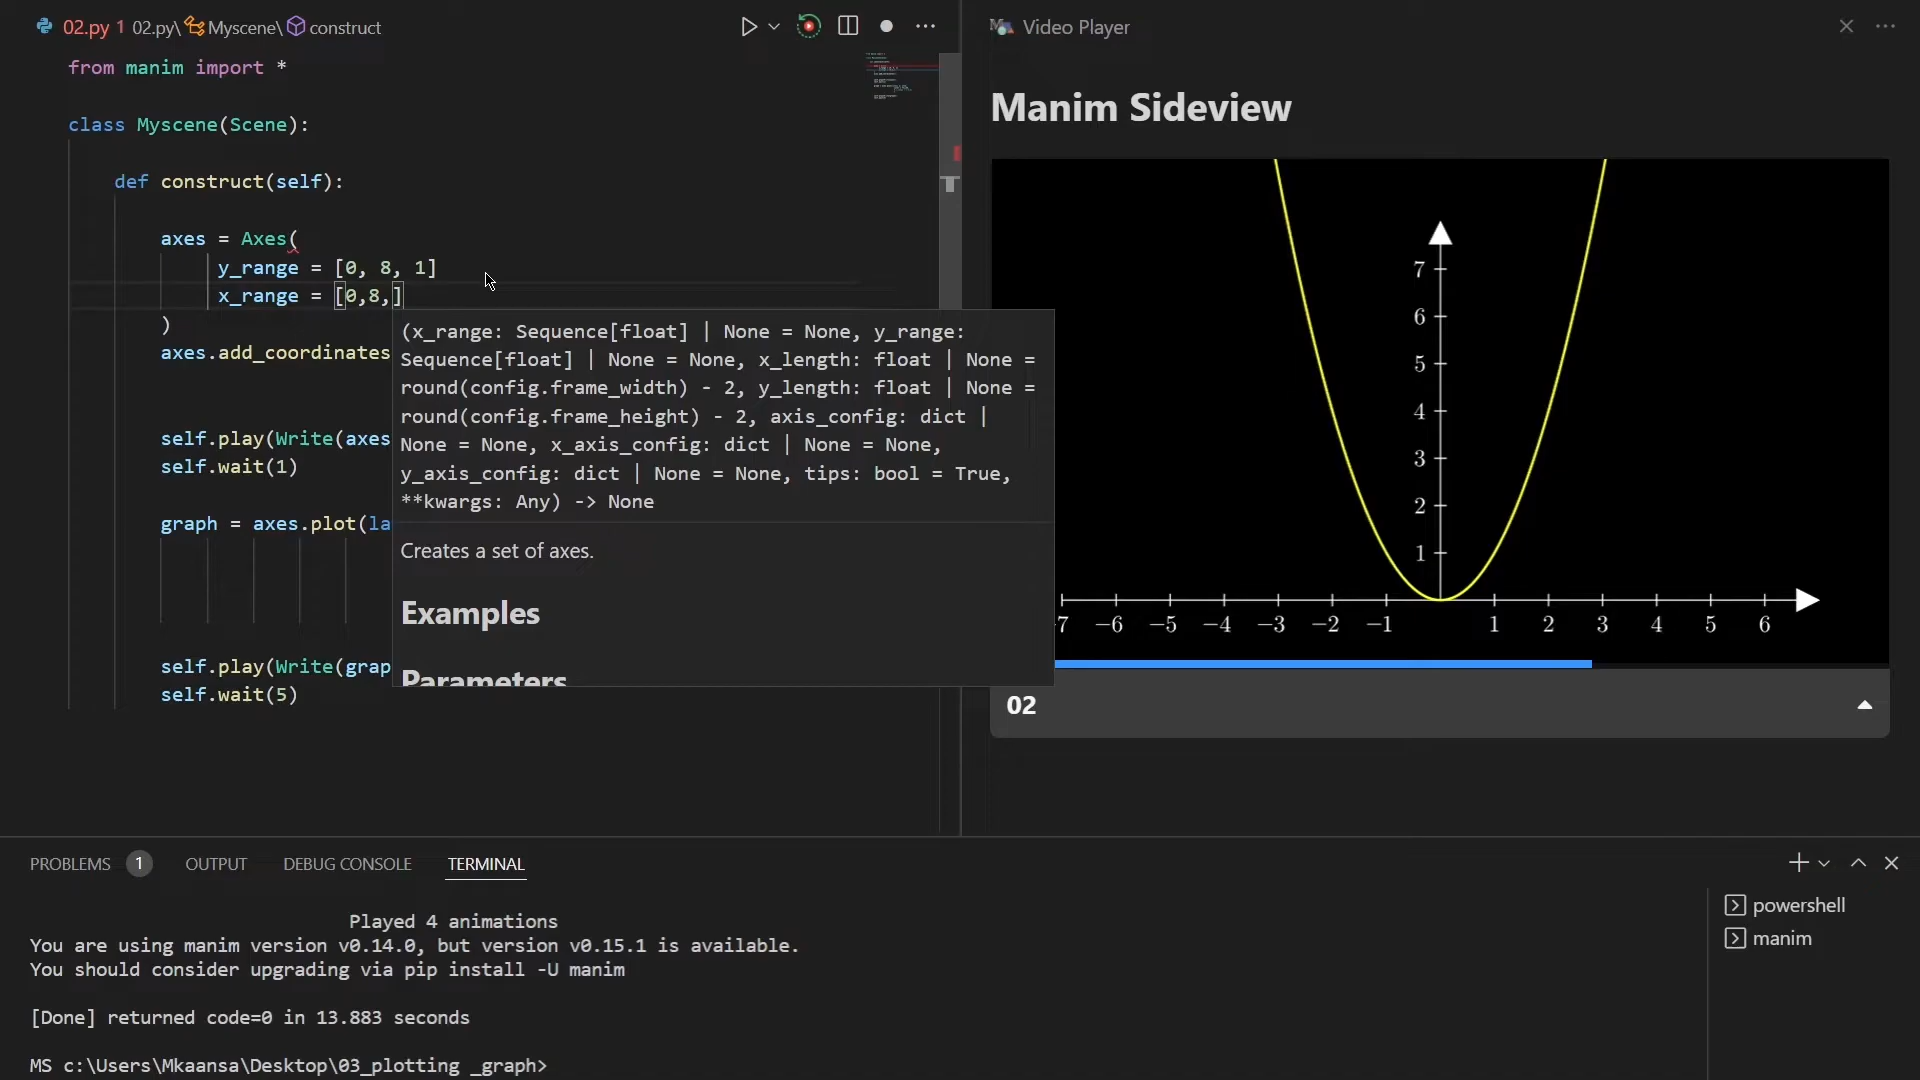 02.py 1 02.py\ Myscene\ construct
from manim import *
class Myscene(Scene):
def construct(self):
axes = Axes(
y_range = [0, 8, 1]
x_range = [0,8,]
)
axes.add_coordinates
self.play(Write(axes
self.wait(1)
graph = axes.plot(la
self.play(Write(grap
self.wait(5)
(x_range: Sequence[float] | None = None, y_range:
Sequence[float] | None = None, x_length: float | None =
round(config.frame_width) - 2, y_length: float | None =
round(config.frame_height) - 2, axis_config: dict |
None = None, x_axis_config: dict | None = None,
y_axis_config: dict | None = None, tips: bool = True,
**kwargs: Any) -> None
Creates a set of axes.
Examples
Parameters
Video Player
Manim Sideview
7
6
5
4
3
2
1
7 −6 −5 −4 −3 −2 −1 1 2 3 4 5 6
02
PROBLEMS 1 OUTPUT DEBUG CONSOLE TERMINAL
Played 4 animations
You are using manim version v0.14.0, but version v0.15.1 is available.
You should consider upgrading via pip install -U manim
[Done] returned code=0 in 13.883 seconds
MS c:\Users\Mkaansa\Desktop\03_plotting _graph>
powershell
manim